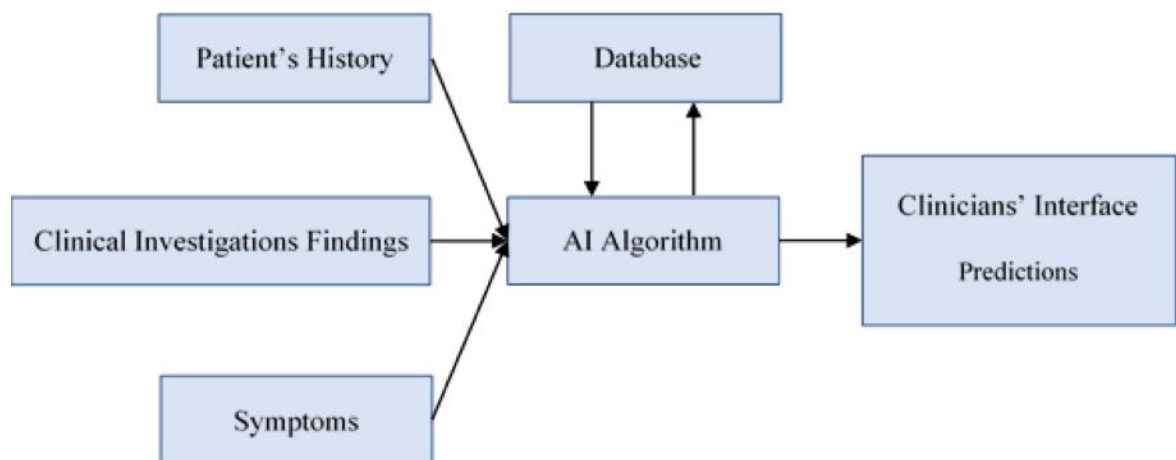 Patient’s History
Database
Clinical Investigations Findings
AI Algorithm
Clinicians’ Interface
Predictions
Symptoms